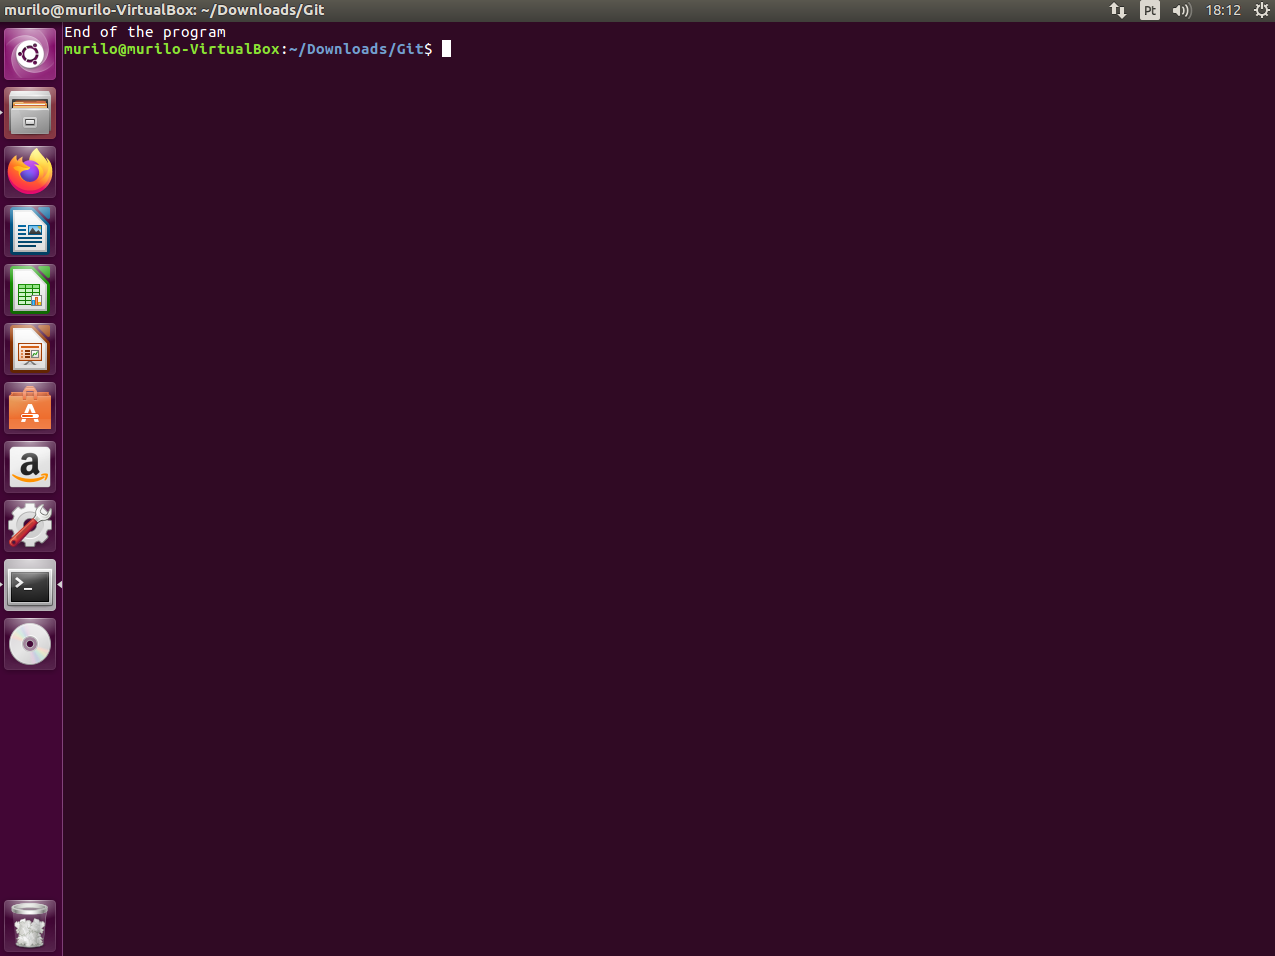 murilo@murilo-VirtualBox: ~/Downloads/Git
Pt
18:12
End of the program
murilo@murilo-VirtualBox:~/Downloads/Git$
A
a
>_